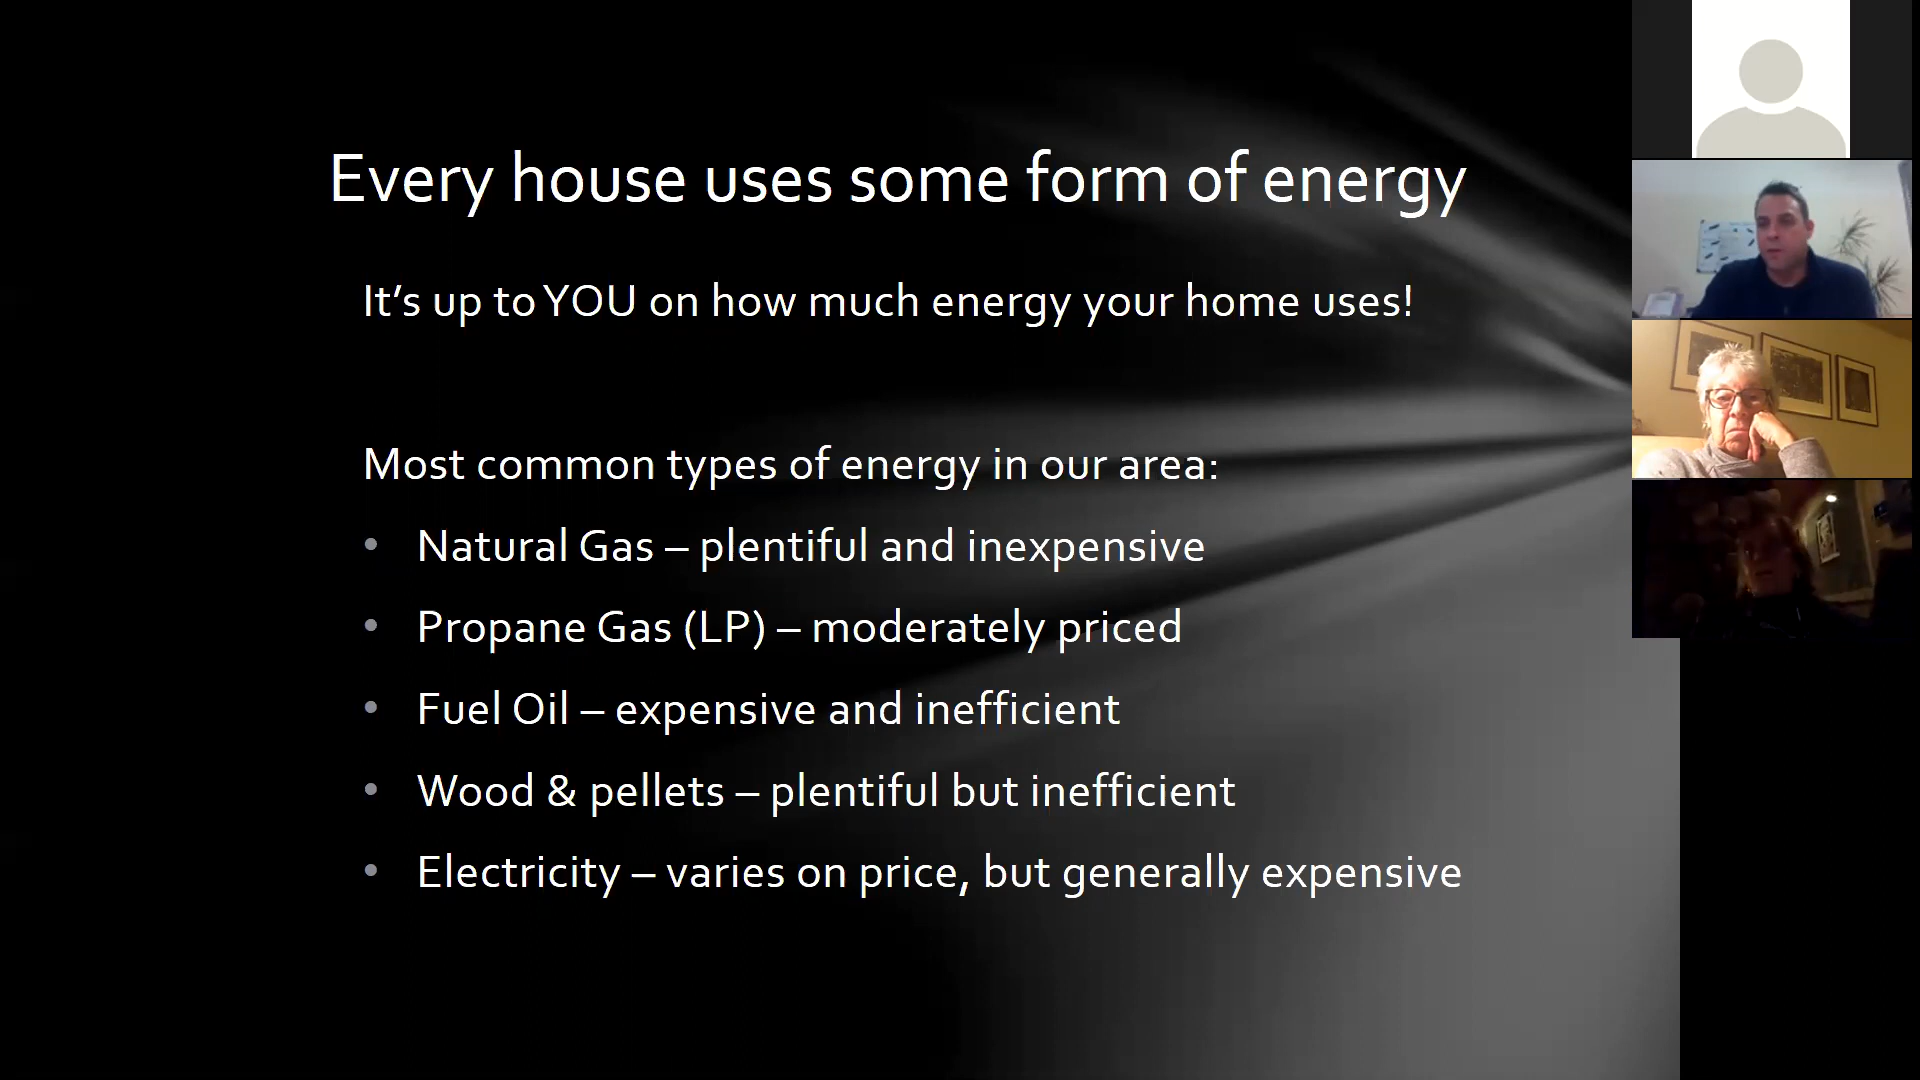 Every house uses some form of energy
It’s up to YOU on how much energy your home uses!
Most common types of energy in our area:
• Natural Gas – plentiful and inexpensive
• Propane Gas (LP) – moderately priced
• Fuel Oil – expensive and inefficient
• Wood & pellets – plentiful but inefficient
• Electricity – varies on price, but generally expensive